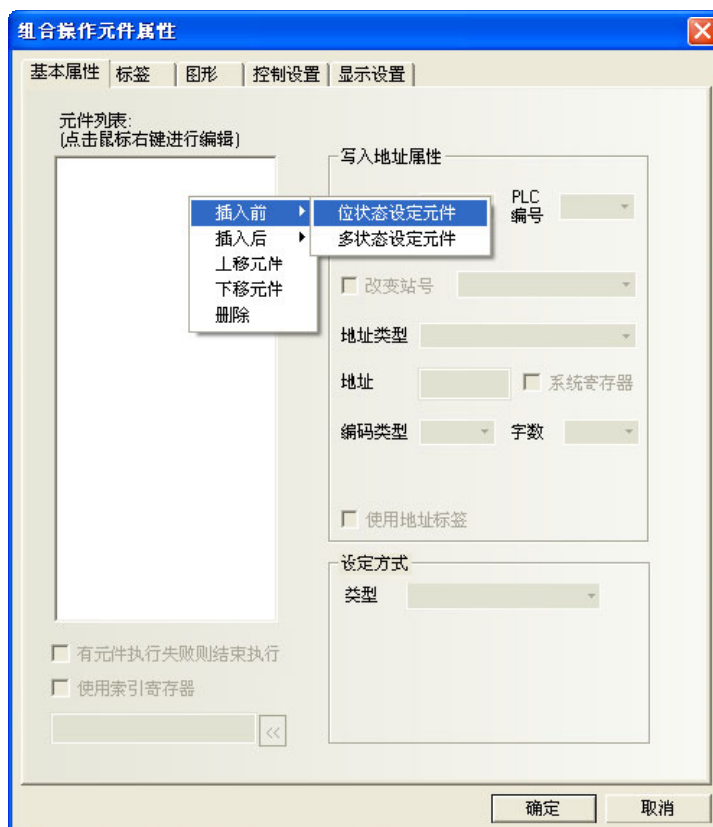 组合操作元件属性
基本属性 标签 图形 控制设置 显示设置
元件列表:
(点击鼠标右键进行编辑)
写入地址属性
PLC
编号
插入前
插入后
上移元件
下移元件
删除
位状态设定元件
多状态设定元件
改变站号
地址类型
地址 系统寄存器
编码类型 字数
使用地址标签
设定方式
类型
有元件执行失败则结束执行
使用索引寄存器
<<
确定 取消